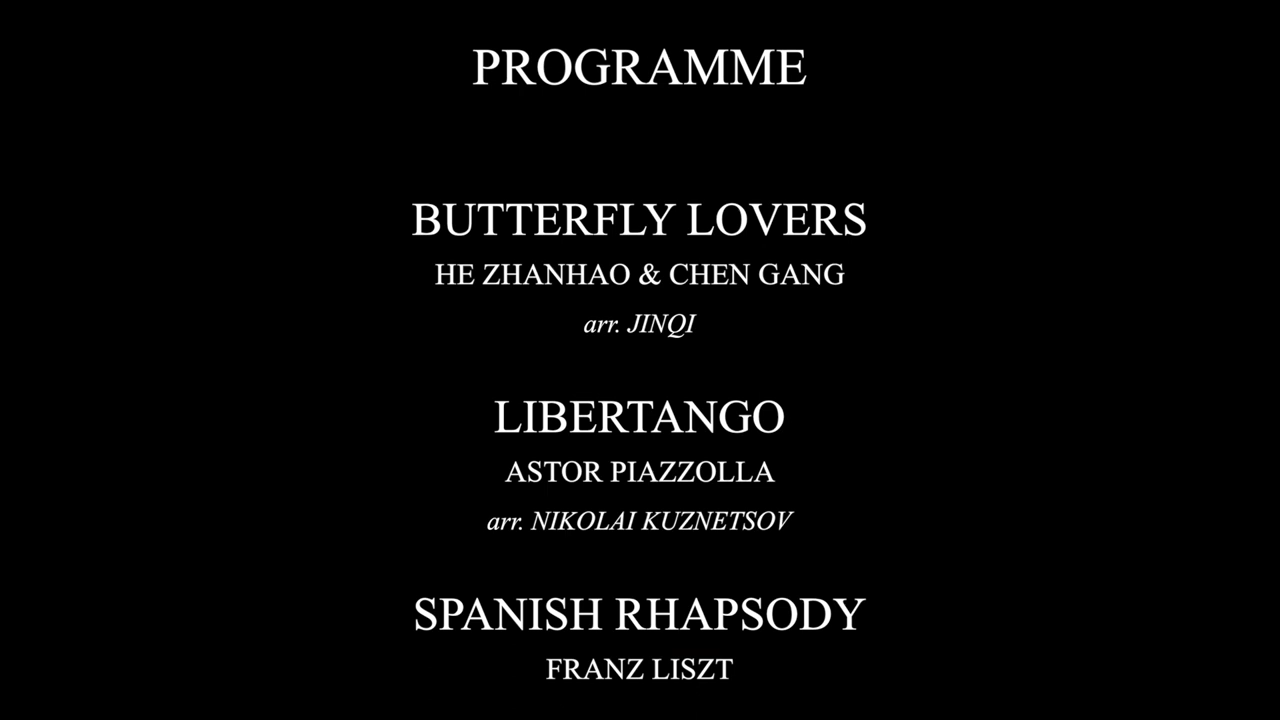 PROGRAMME
BUTTERFLY LOVERS
HE ZHANHAO & CHEN GANG
arr. JINQI
LIBERTANGO
ASTOR PIAZZOLLA
arr. NIKOLAI KUZNETSOV
SPANISH RHAPSODY
FRANZ LISZT